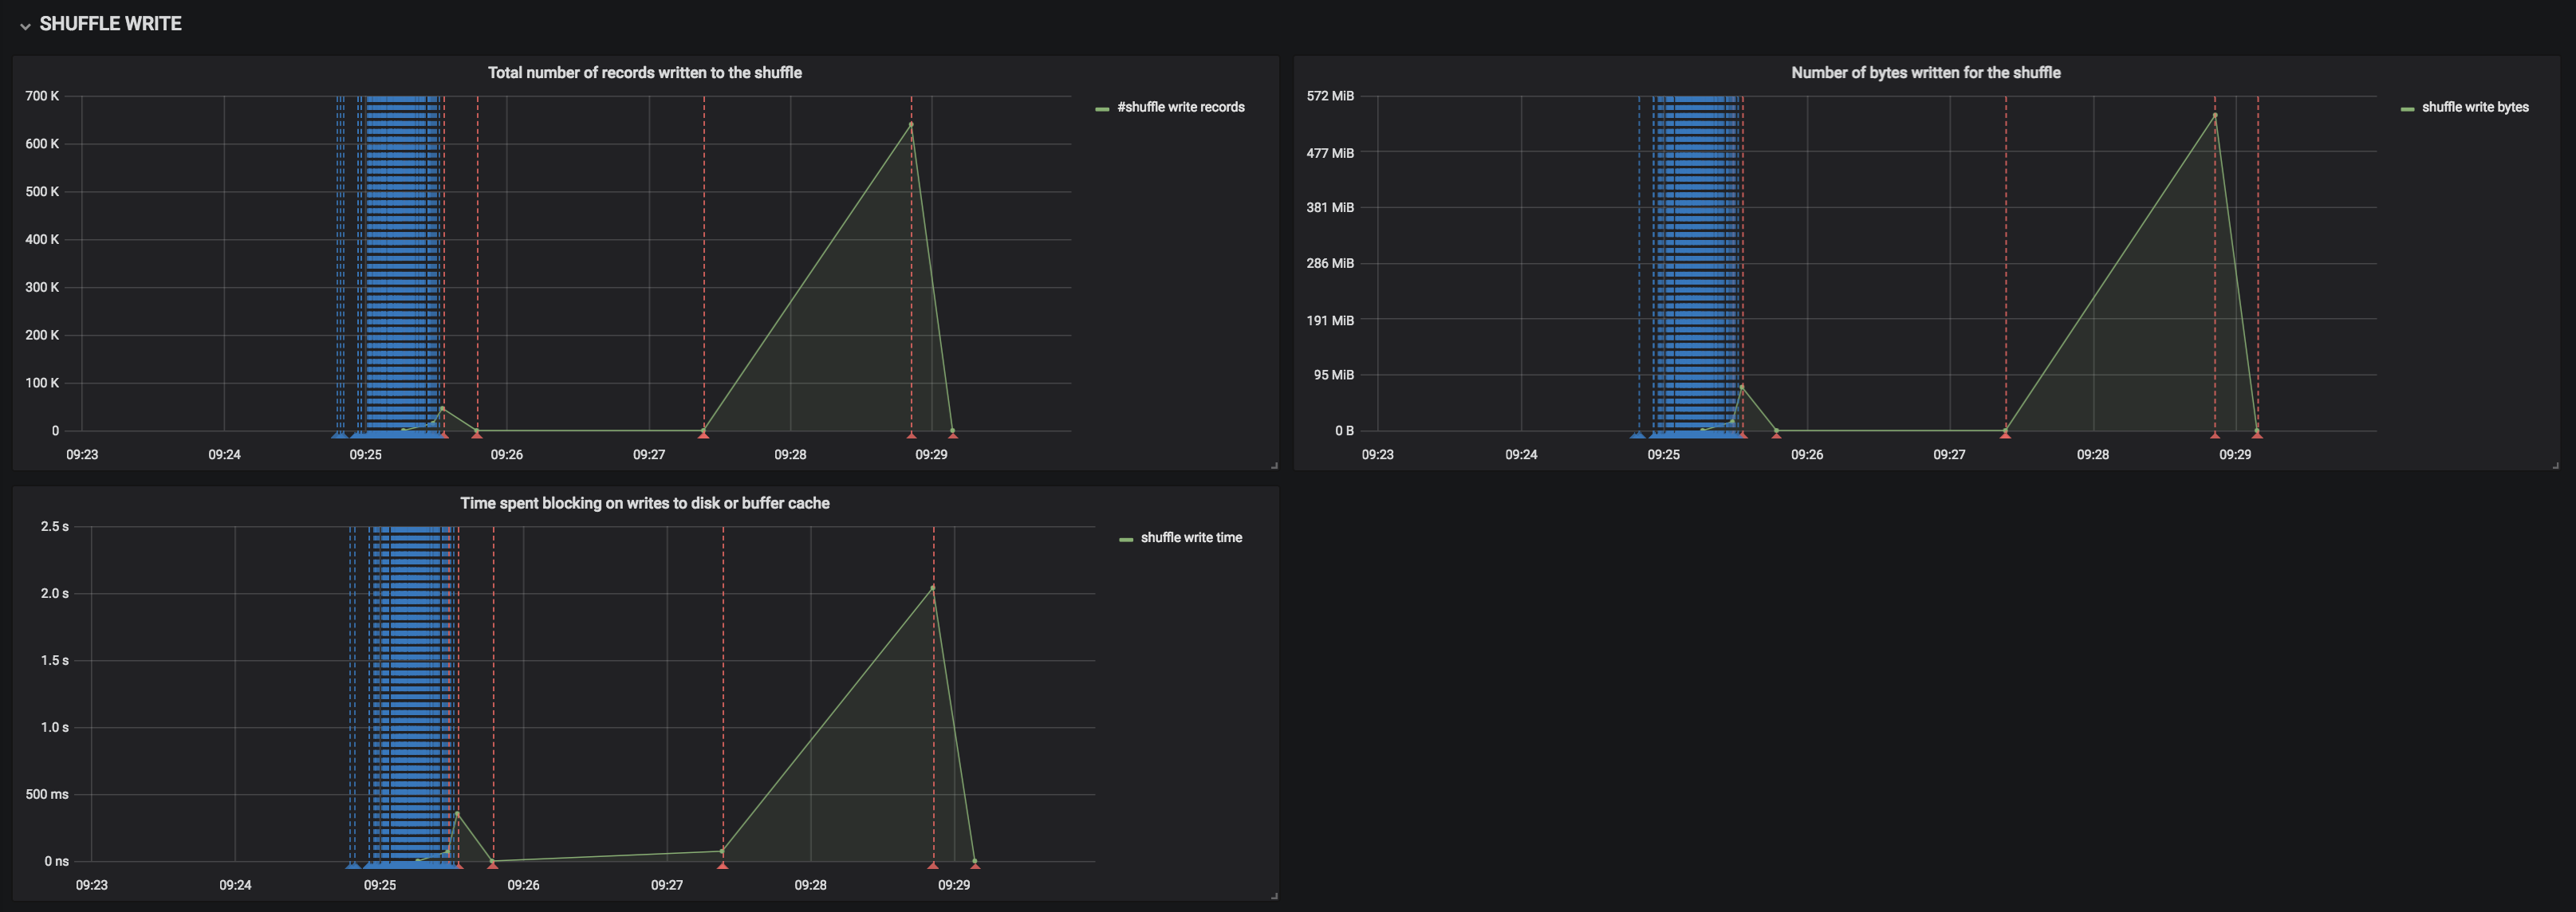 SHUFFLE WRITE
Total number of records written to the shuffle
700 K
600 K
500 K
400 K
300 K
200 K
100 K
0
09:23 09:24 09:25 09:26 09:27 09:28 09:29
#shuffle write records
Number of bytes written for the shuffle
572 MiB
477 MiB
381 MiB
286 MiB
191 MiB
95 MiB
0 B
09:23 09:24 09:25 09:26 09:27 09:28 09:29
shuffle write bytes
Time spent blocking on writes to disk or buffer cache
2.5 s
2.0 s
1.5 s
1.0 s
500 ms
0 ns
09:23 09:24 09:25 09:26 09:27 09:28 09:29
shuffle write time